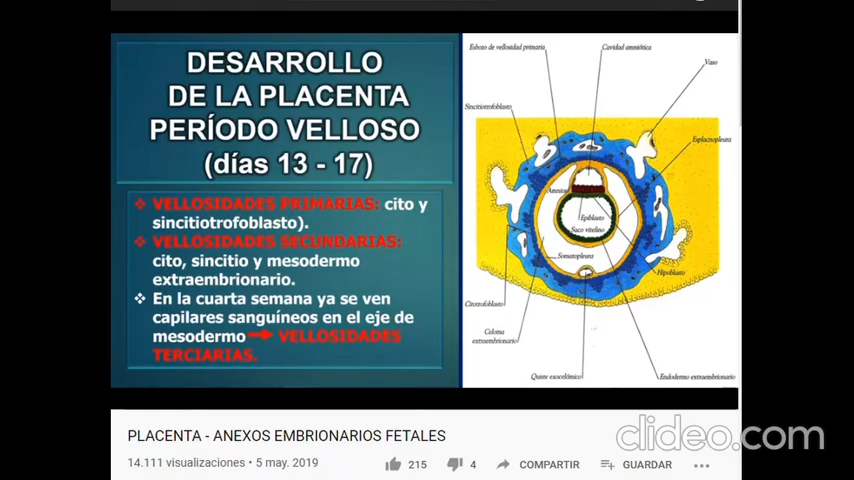 DESARROLLO
DE LA PLACENTA
PERÍODO VELLOSO
(días 13 - 17)
❖ VELLOSIDADES PRIMARIAS: cito y
sincitiotrofoblasto).
❖ VELLOSIDADES SECUNDARIAS:
cito, sincitio y mesodermo
extraembrionario.
❖ En la cuarta semana ya se ven
capilares sanguíneos en el eje de
mesodermo ➡ VELLOSIDADES
TERCIARIAS.
Esbozo de vellosidad primaria
Cavidad amniótica
Vaso
Sincitiotrofoblasto
Esplacnopleura
Amnios
Epiblasto
Saco vitelino
Somatopleura
Hipoblasto
Citotrofoblasto
Celoma
extraembrionario
Quiste exocelómico
Endodermo extraembrionario
PLACENTA - ANEXOS EMBRIONARIOS FETALES
14.111 visualizaciones • 5 may. 2019
215
4
COMPARTIR
GUARDAR
clideo.com